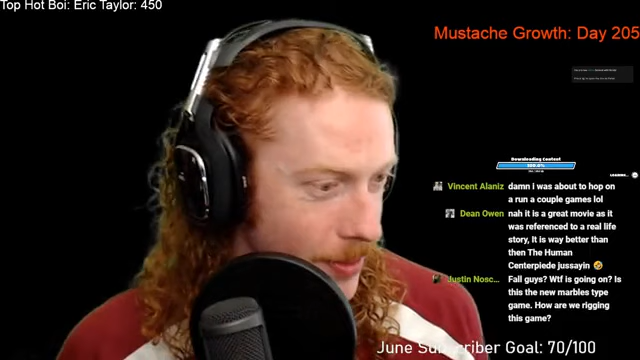 Top Hot Boi: Eric Taylor: 450
Mustache Growth: Day 205
Downloading Content
100.0%
LOADING...
Vincent Alaniz damn i was about to hop on
a run a couple games lol
Dean Owen nah it is a great movie as it
was referenced to a real life
story, It is way better than
then The Human
Centerpiede jussayin 🤣
Justin Nosc... Fall guys? Wtf is going on? Is
this the new marbles type
game. How are we rigging
this game?
June Subscriber Goal: 70/100